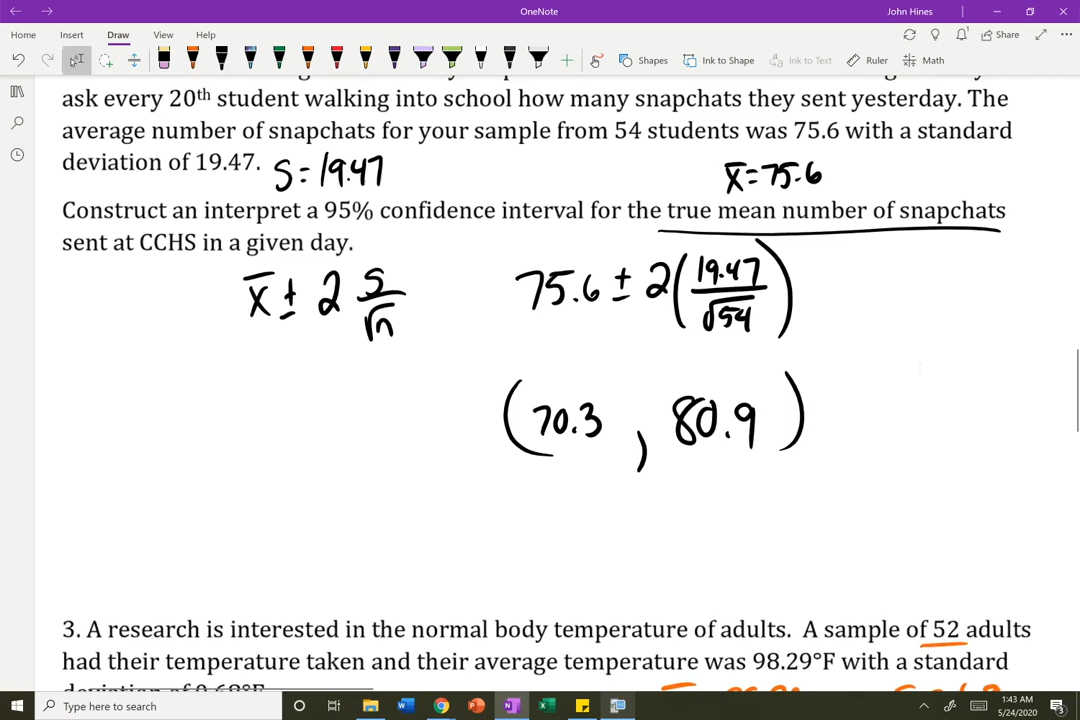 OneNote
John Hines
Home Insert Draw View Help
Share
Shapes Ink to Shape Ink to Text Ruler Math
ask every 20th student walking into school how many snapchats they sent yesterday. The
average number of snapchats for your sample from 54 students was 75.6 with a standard
deviation of 19.47. S = 19.47 x̄ = 75.6
Construct an interpret a 95% confidence interval for the true mean number of snapchats
sent at CCHS in a given day.
x̄ ± 2 s/√n 75.6 ± 2(19.47/√54)
(70.3 , 80.9)
3. A research is interested in the normal body temperature of adults. A sample of 52 adults
had their temperature taken and their average temperature was 98.29°F with a standard
deviation of 0.68°F
Type here to search
1:43 AM
5/24/2020
3